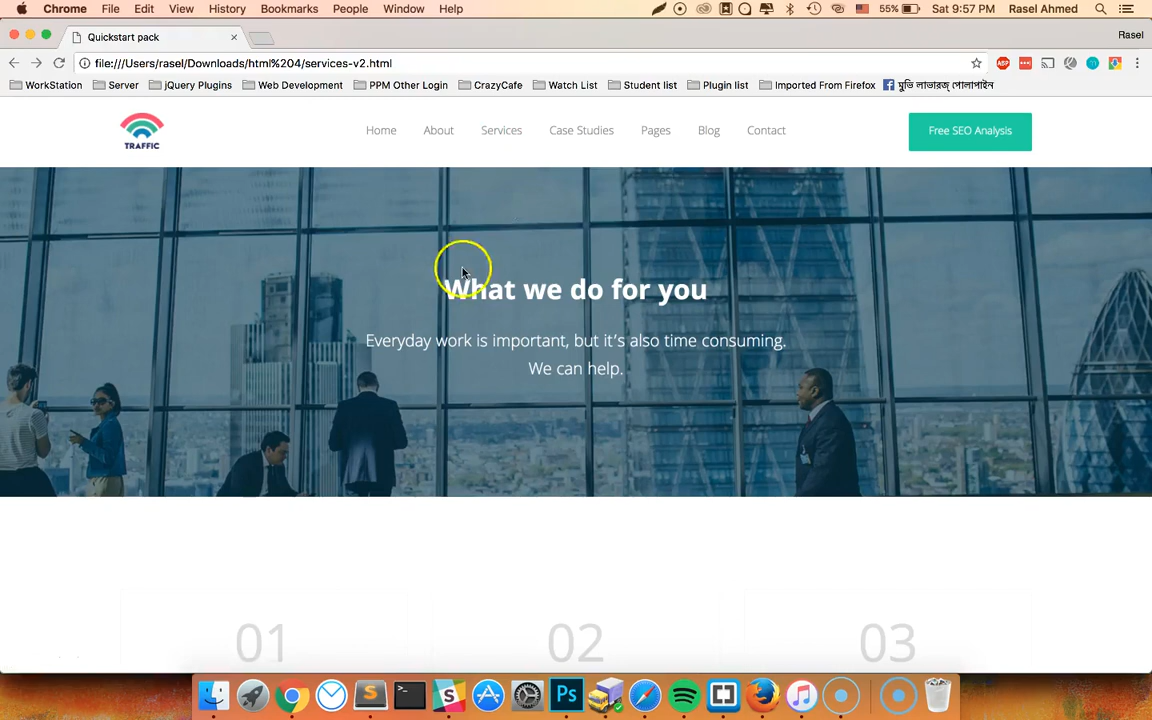 Chrome File Edit View History Bookmarks People Window Help 55% Sat 9:57 PM Rasel Ahmed
Quickstart pack Rasel
file:///Users/rasel/Downloads/html%204/services-v2.html ABP
WorkStation Server jQuery Plugins Web Development PPM Other Login CrazyCafe Watch List Student list Plugin list Imported From Firefox মুভি লাভারজ্ পোলাপাইন
TRAFFIC Home About Services Case Studies Pages Blog Contact Free SEO Analysis
What we do for you
Everyday work is important, but it's also time consuming.
We can help.
01 02 03
S S Ps